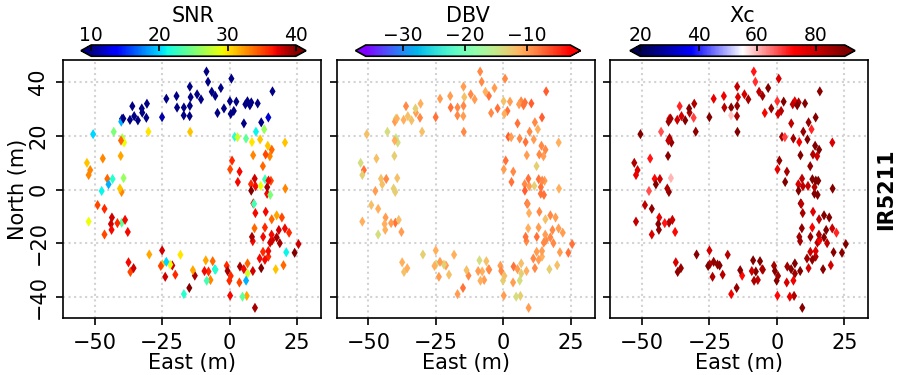 SNR DBV Xc
10 20 30 40 −30 −20 −10 20 40 60 80
North (m)
40
20
0
−20
−40
−50 −25 0 25 −50 −25 0 25 −50 −25 0 25
East (m) East (m) East (m)
IR5211